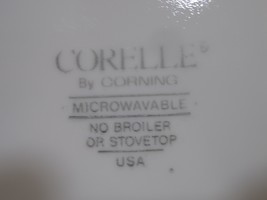 CORELLE®
By CORNING
MICROWAVABLE
NO BROILER
OR STOVETOP
USA